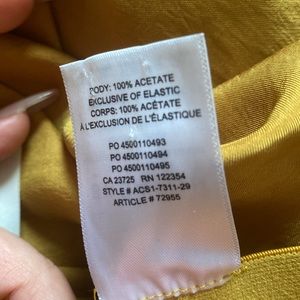 BODY: 100% ACETATE
EXCLUSIVE OF ELASTIC
CORPS: 100% ACÉTATE
À L'EXCLUSION DE L'ÉLASTIQUE
PO 4500110493
PO 4500110494
PO 4500110495
CA 23725 RN 122354
STYLE # ACS1-7311-29
ARTICLE # 72955